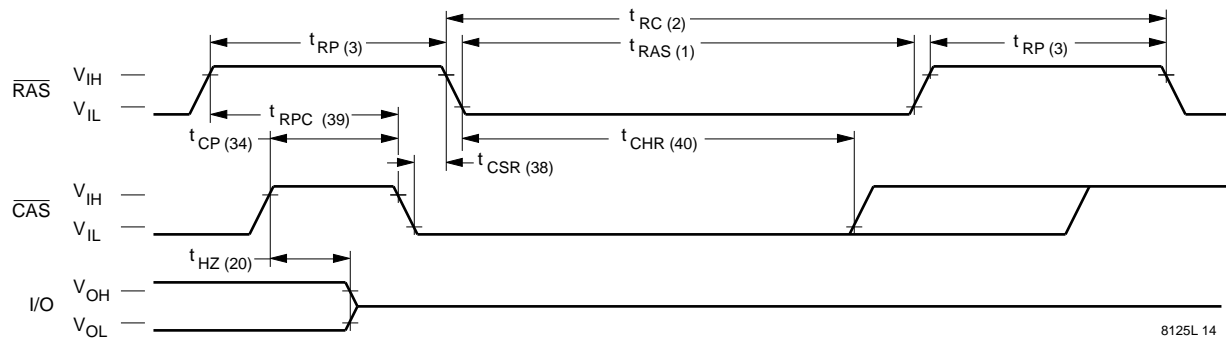 t RC (2)
t RP (3)
t RAS (1)
t RP (3)
RAS
V IH
V IL
t RPC (39)
t CP (34)
t CHR (40)
t CSR (38)
CAS
V IH
V IL
t HZ (20)
I/O
V OH
V OL
8125L 14